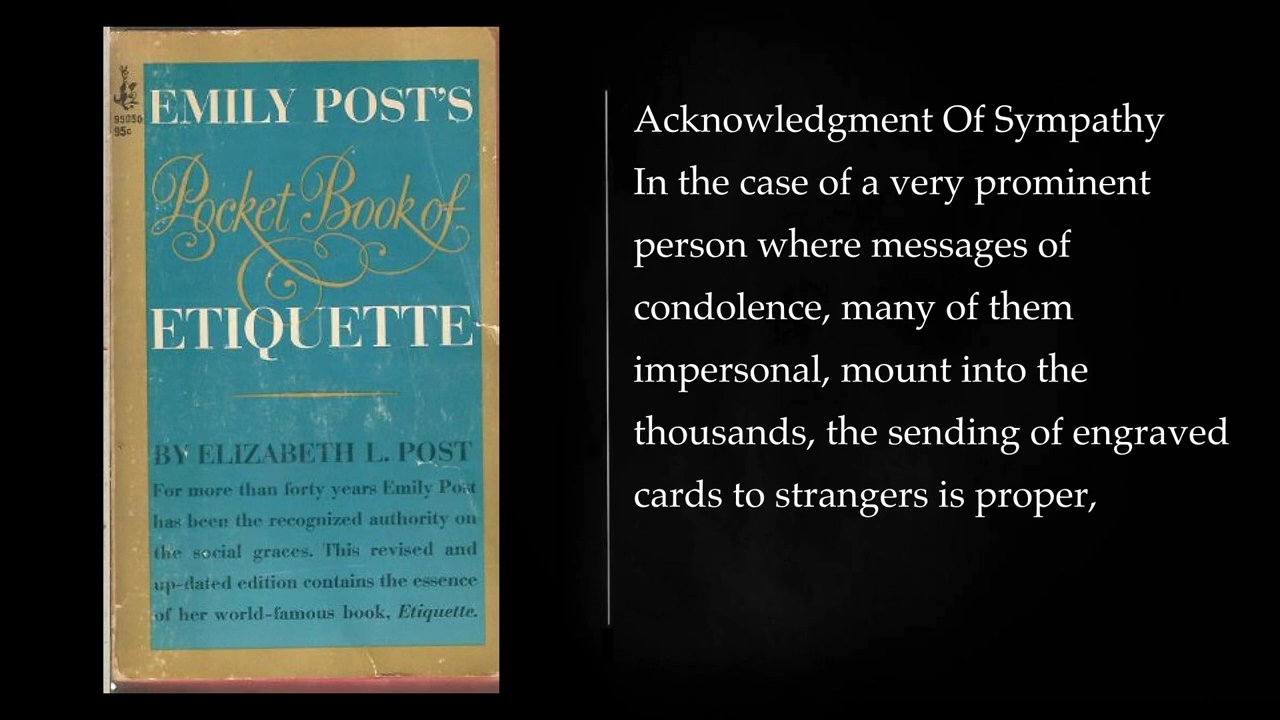 EMILY POST'S
Pocket Book of
ETIQUETTE
95050
95c
BY ELIZABETH L. POST
For more than forty years Emily Post
has been the recognized authority on
the social graces. This revised and
up-dated edition contains the essence
of her world-famous book, Etiquette.
Acknowledgment Of Sympathy
In the case of a very prominent
person where messages of
condolence, many of them
impersonal, mount into the
thousands, the sending of engraved
cards to strangers is proper,